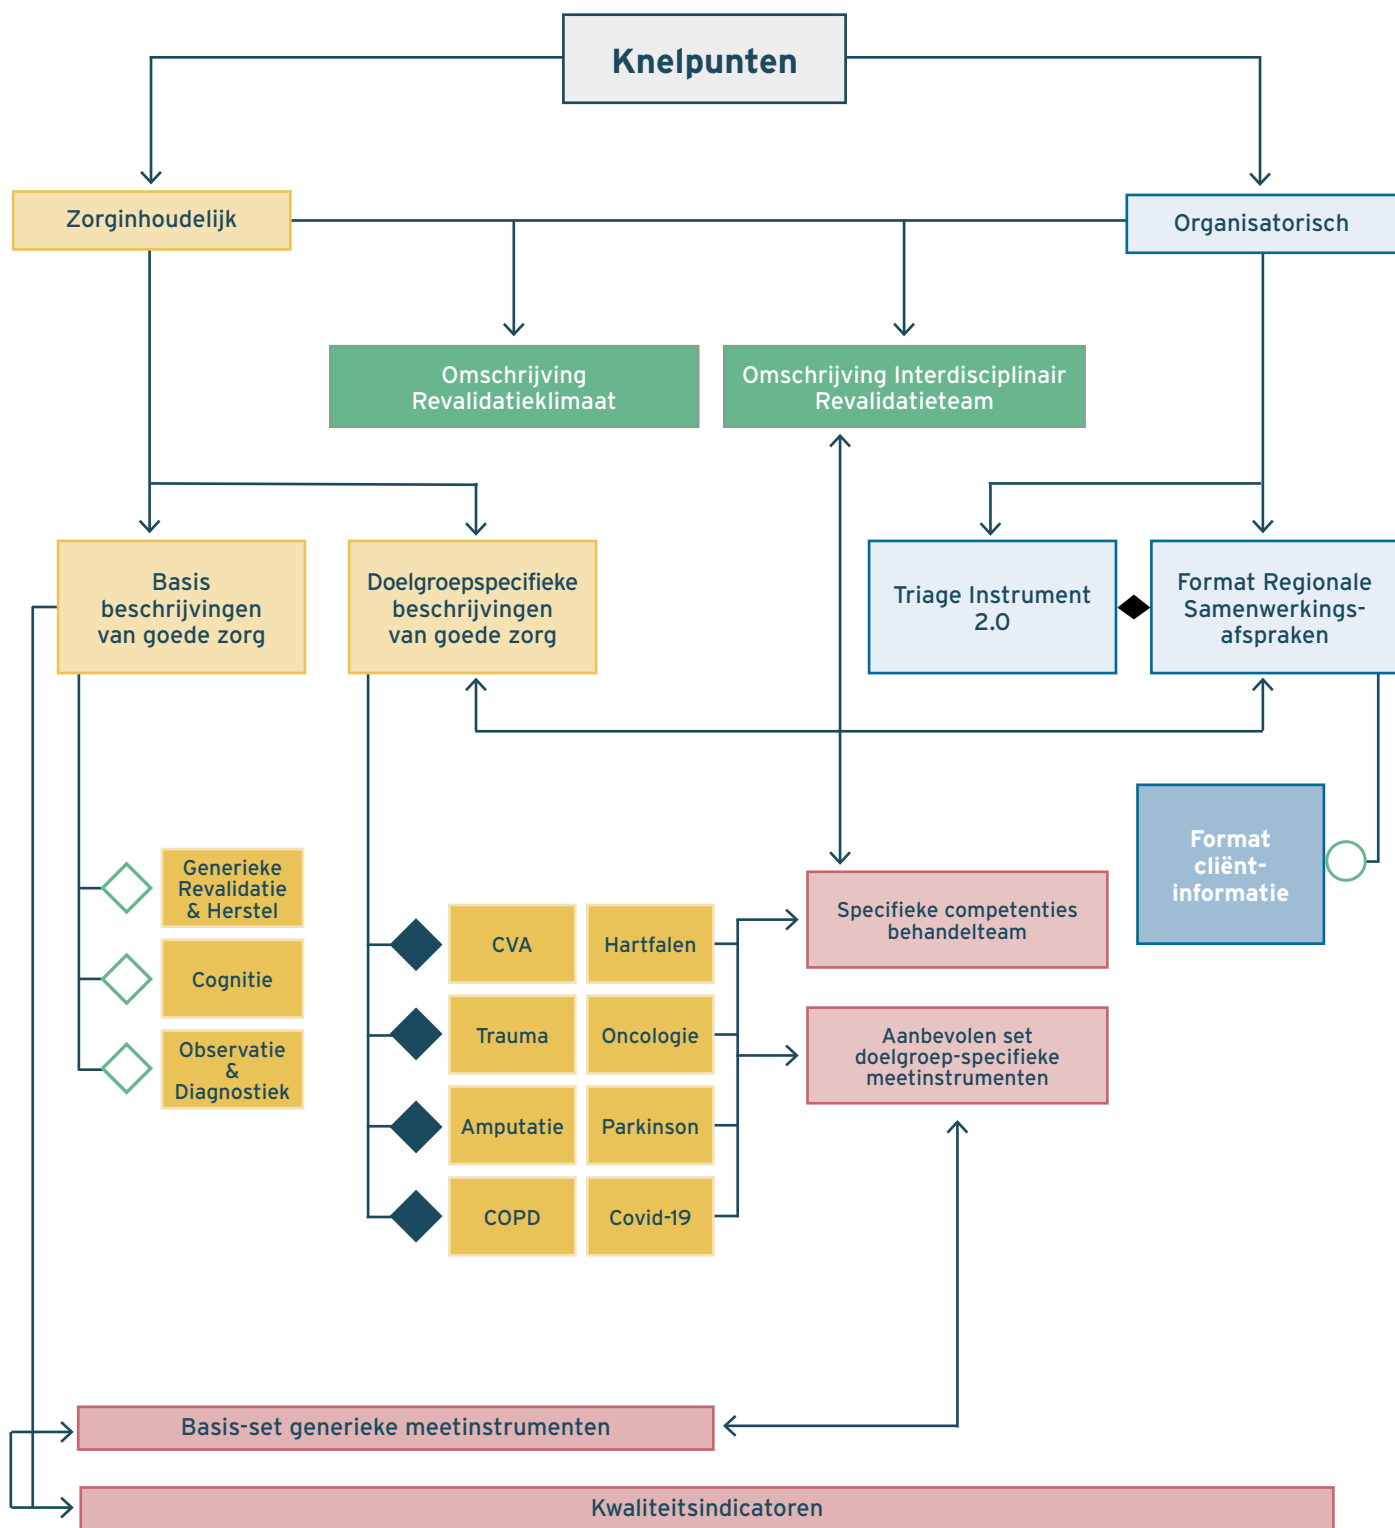 Knelpunten
Zorginhoudelijk
Organisatorisch
Omschrijving
Revalidatieklimaat
Omschrijving Interdisciplinair
Revalidatieteam
Basis
beschrijvingen
van goede zorg
Doelgroepspecifieke
beschrijvingen
van goede zorg
Triage Instrument
2.0
Format Regionale
Samenwerkings-
afspraken
Generieke
Revalidatie
& Herstel
Cognitie
Observatie
&
Diagnostiek
CVA
Hartfalen
Trauma
Oncologie
Amputatie
Parkinson
COPD
Covid-19
Specifieke competenties
behandelteam
Aanbevolen set
doelgroep-specifieke
meetinstrumenten
Format
cliënt-
informatie
Basis-set generieke meetinstrumenten
Kwaliteitsindicatoren